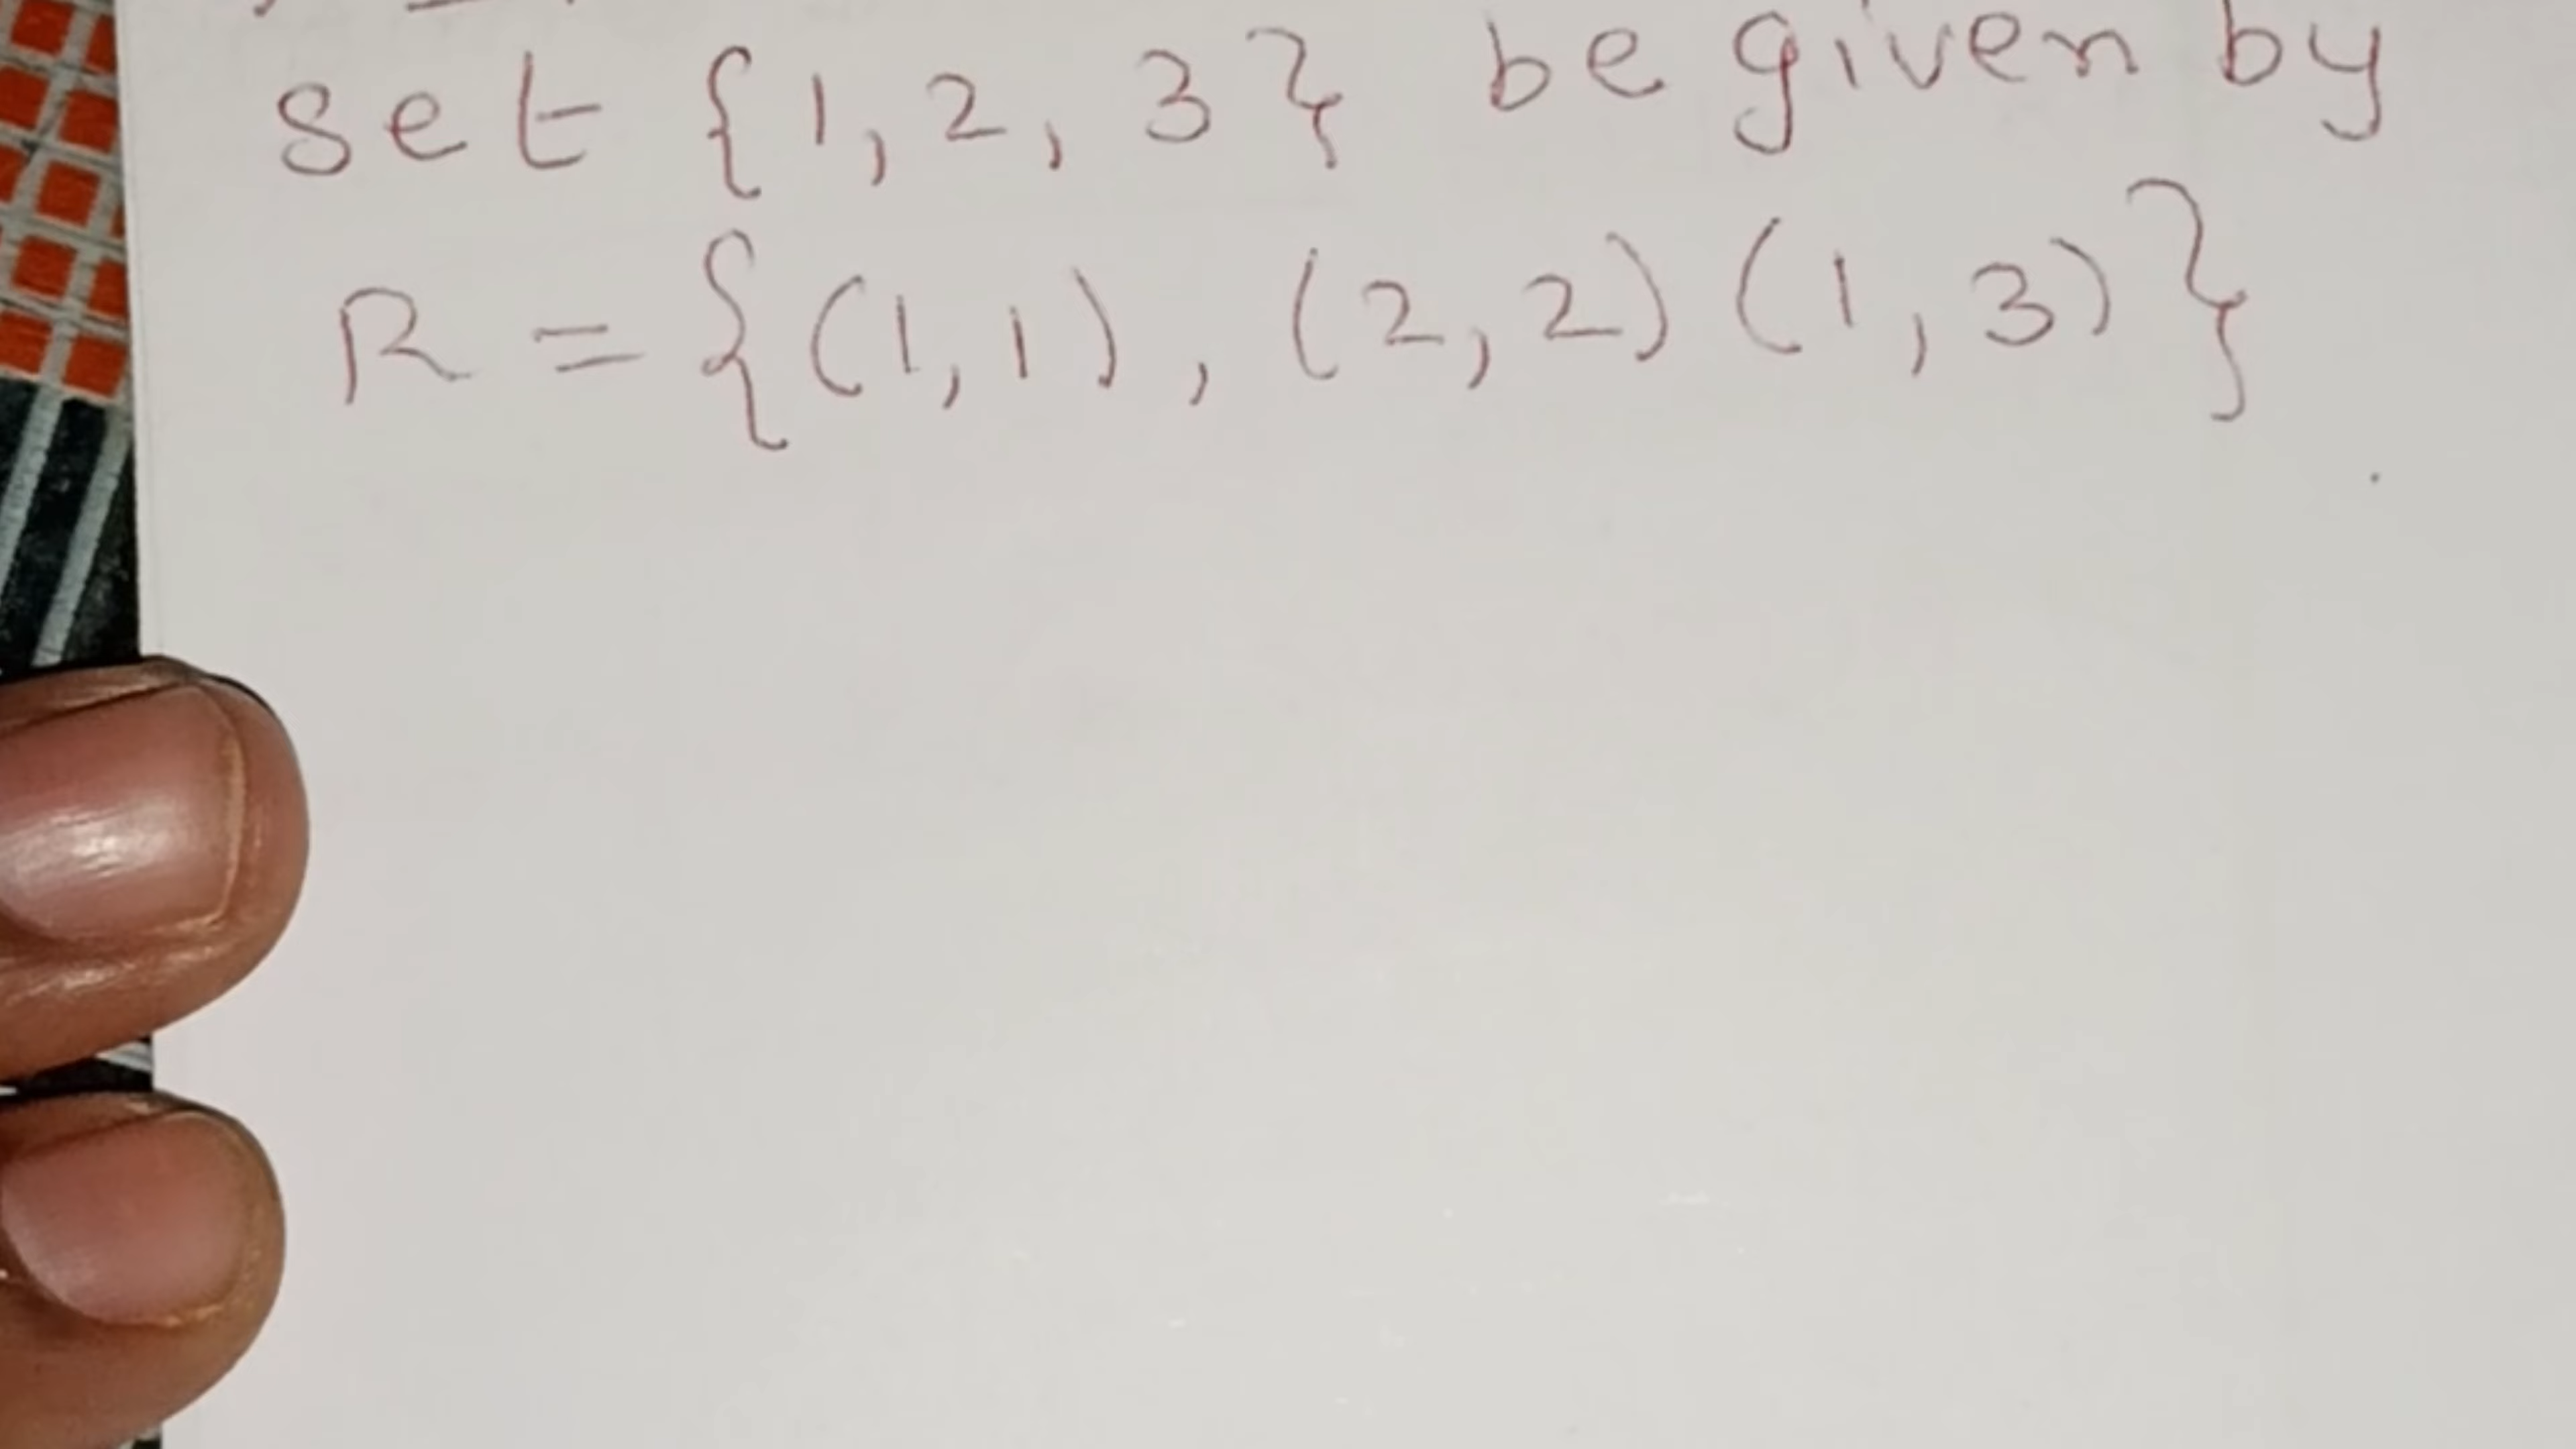 set {1, 2, 3} be given by
R = {(1,1), (2,2) (1,3)}